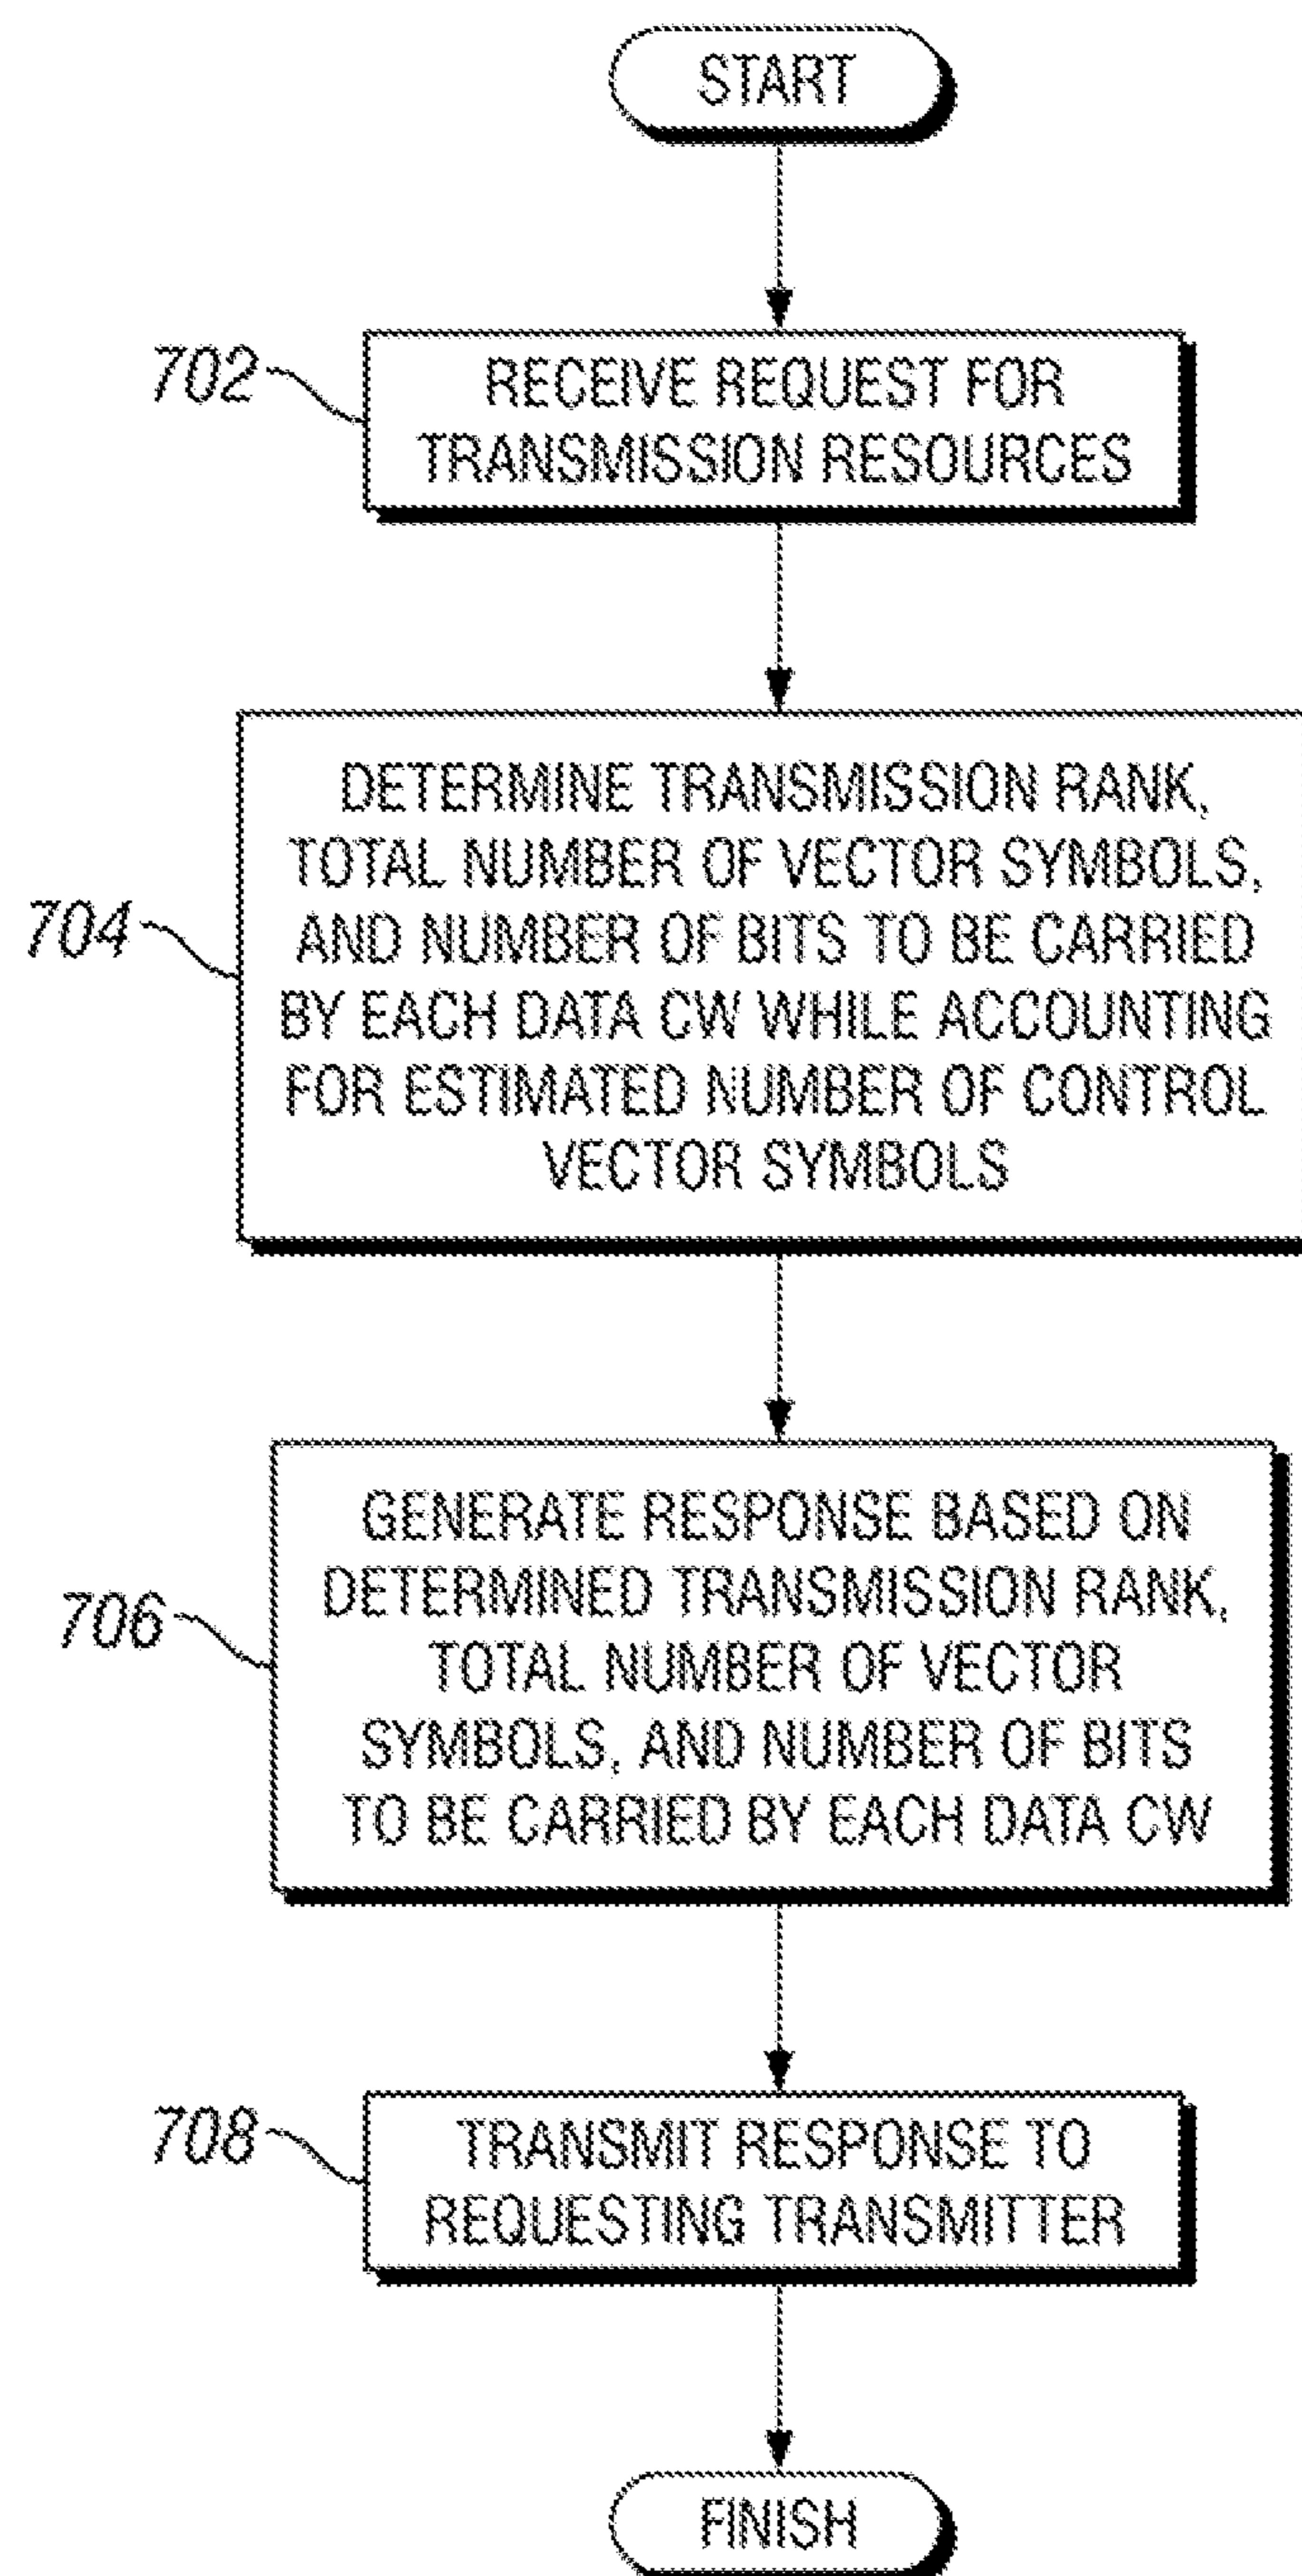 START
702
RECEIVE REQUEST FOR
TRANSMISSION RESOURCES
704
DETERMINE TRANSMISSION RANK,
TOTAL NUMBER OF VECTOR SYMBOLS,
AND NUMBER OF BITS TO BE CARRIED
BY EACH DATA CW WHILE ACCOUNTING
FOR ESTIMATED NUMBER OF CONTROL
VECTOR SYMBOLS
706
GENERATE RESPONSE BASED ON
DETERMINED TRANSMISSION RANK,
TOTAL NUMBER OF VECTOR
SYMBOLS, AND NUMBER OF BITS
TO BE CARRIED BY EACH DATA CW
708
TRANSMIT RESPONSE TO
REQUESTING TRANSMITTER
FINISH